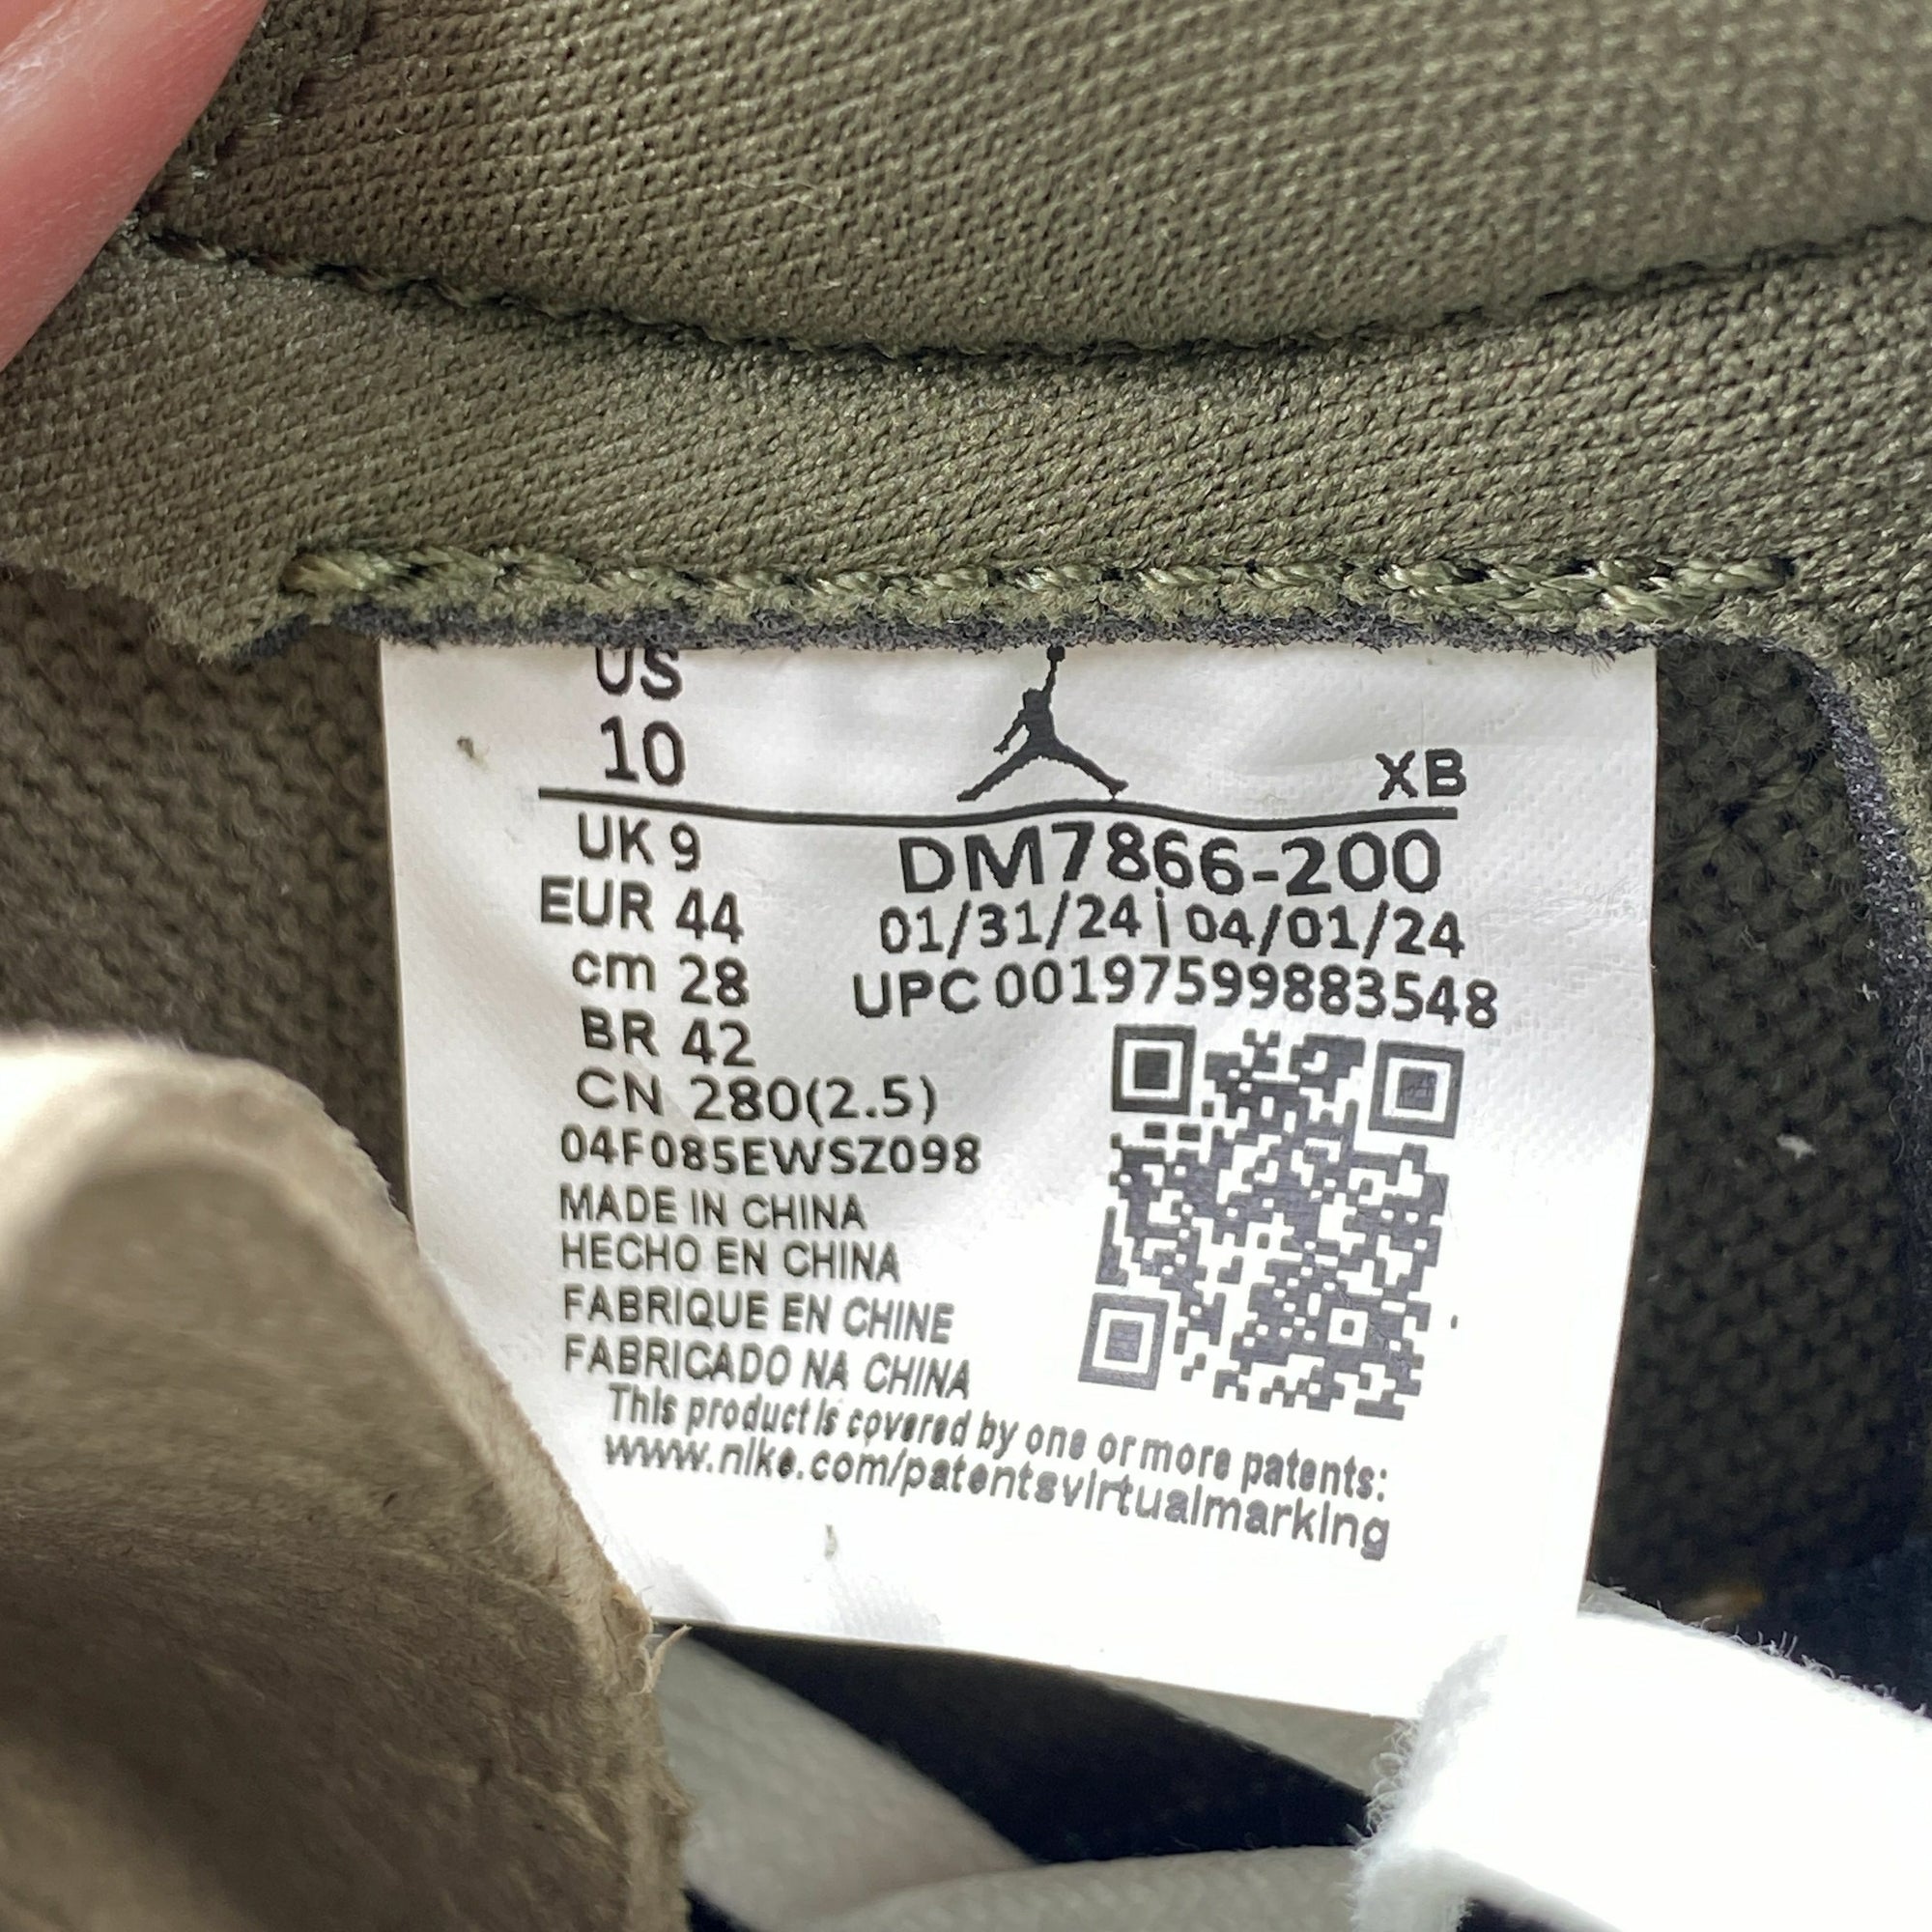 US
10
XB
UK 9
DM7866-200
EUR 44
01/31/24 | 04/01/24
cm 28
UPC 00197599883548
BR 42
CN 280(2.5)
04F085EWSZ098
MADE IN CHINA
HECHO EN CHINA
FABRIQUE EN CHINE
FABRICADO NA CHINA
This product is covered by one or more patents:
www.nike.com/patentsvirtualmarking